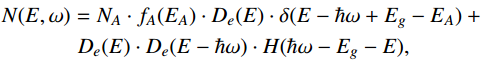 N(E, ω) = N_A · f_A(E_A) · D_e(E) · δ(E − ℏω + E_g − E_A) +
D_e(E) · D_e(E − ℏω) · H(ℏω − E_g − E),